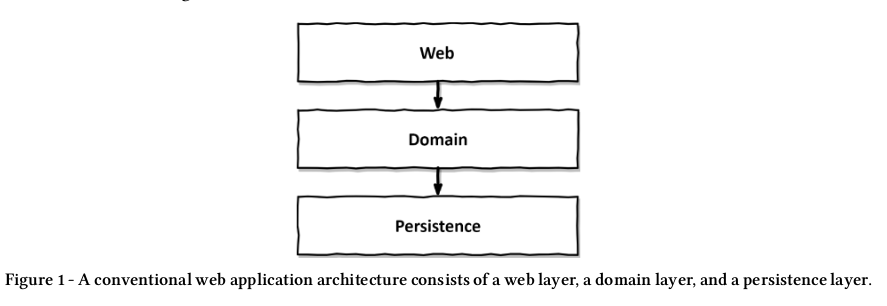 Web
Domain
Persistence
Figure 1 - A conventional web application architecture consists of a web layer, a domain layer, and a persistence layer.